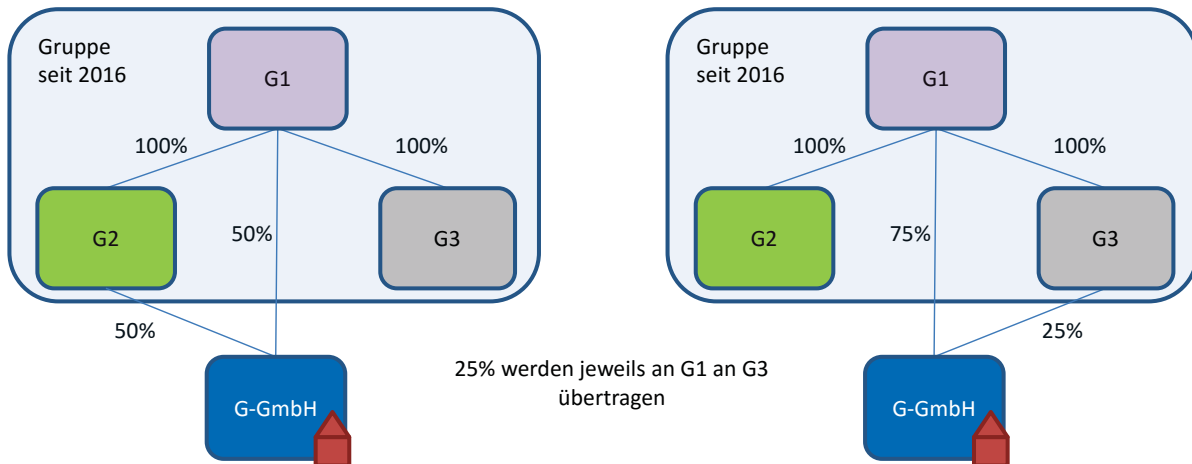 Gruppe
seit 2016
G1
100%
100%
G2
50%
G3
50%
G-GmbH
25% werden jeweils an G1 an G3
übertragen
Gruppe
seit 2016
G1
100%
100%
G2
75%
G3
25%
G-GmbH